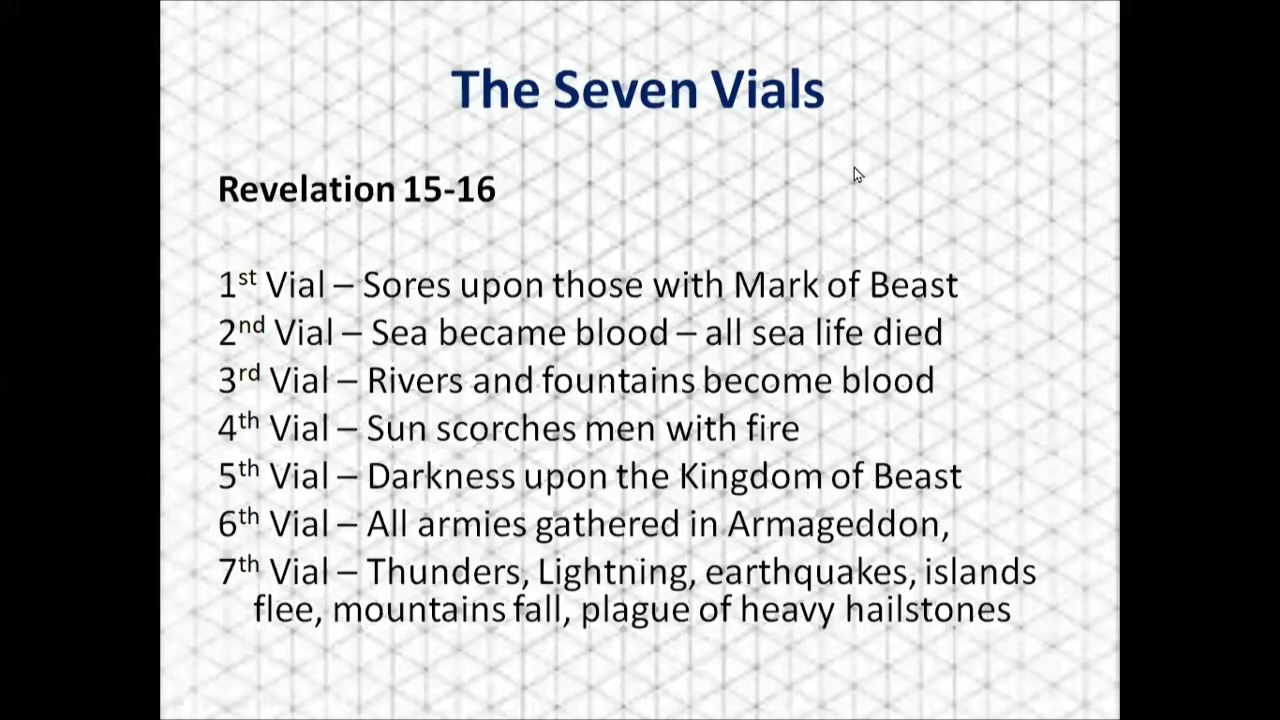 The Seven Vials
Revelation 15-16
1st Vial – Sores upon those with Mark of Beast
2nd Vial – Sea became blood – all sea life died
3rd Vial – Rivers and fountains become blood
4th Vial – Sun scorches men with fire
5th Vial – Darkness upon the Kingdom of Beast
6th Vial – All armies gathered in Armageddon,
7th Vial – Thunders, Lightning, earthquakes, islands
flee, mountains fall, plague of heavy hailstones